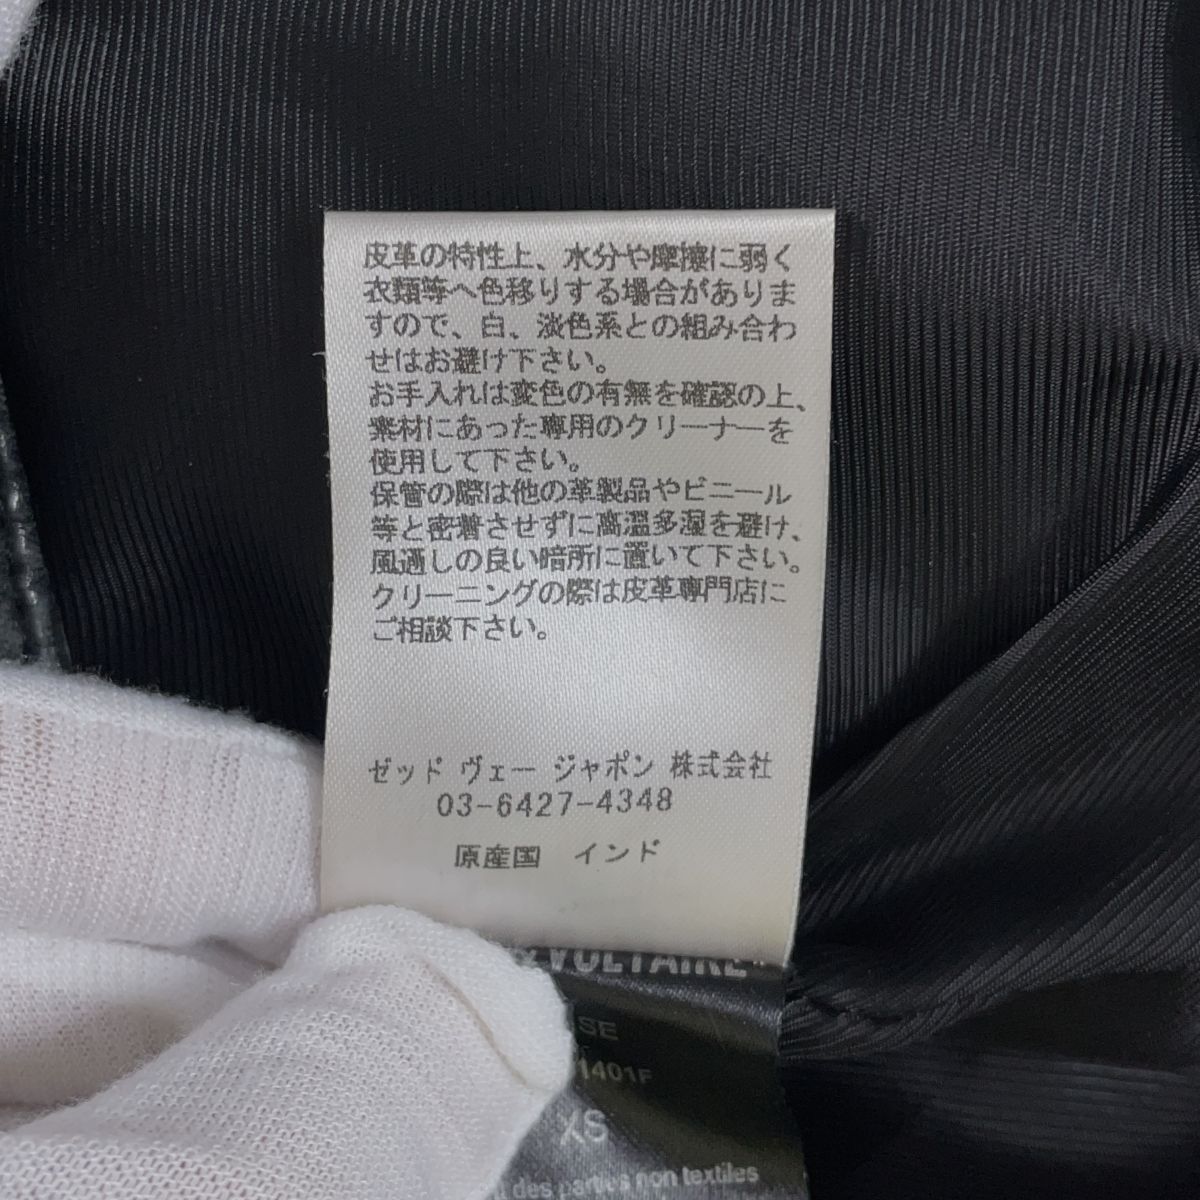 皮革の特性上、水分や摩擦に弱く
衣類等へ色移りする場合がありま
すので、白、淡色系との組み合わ
せはお避け下さい。
お手入れは変色の有無を確認の上、
素材にあった専用のクリーナーを
使用して下さい。
保管の際は他の革製品やビニール
等と密着させずに高温多湿を避け、
風通しの良い暗所に置いて下さい。
クリーニングの際は皮革専門店に
ご相談下さい。
ゼッド ヴェー ジャポン 株式会社
03-6427-4348
原産国 インド
&VOLTAIRE
SE
1401F
XS
des parties non textiles